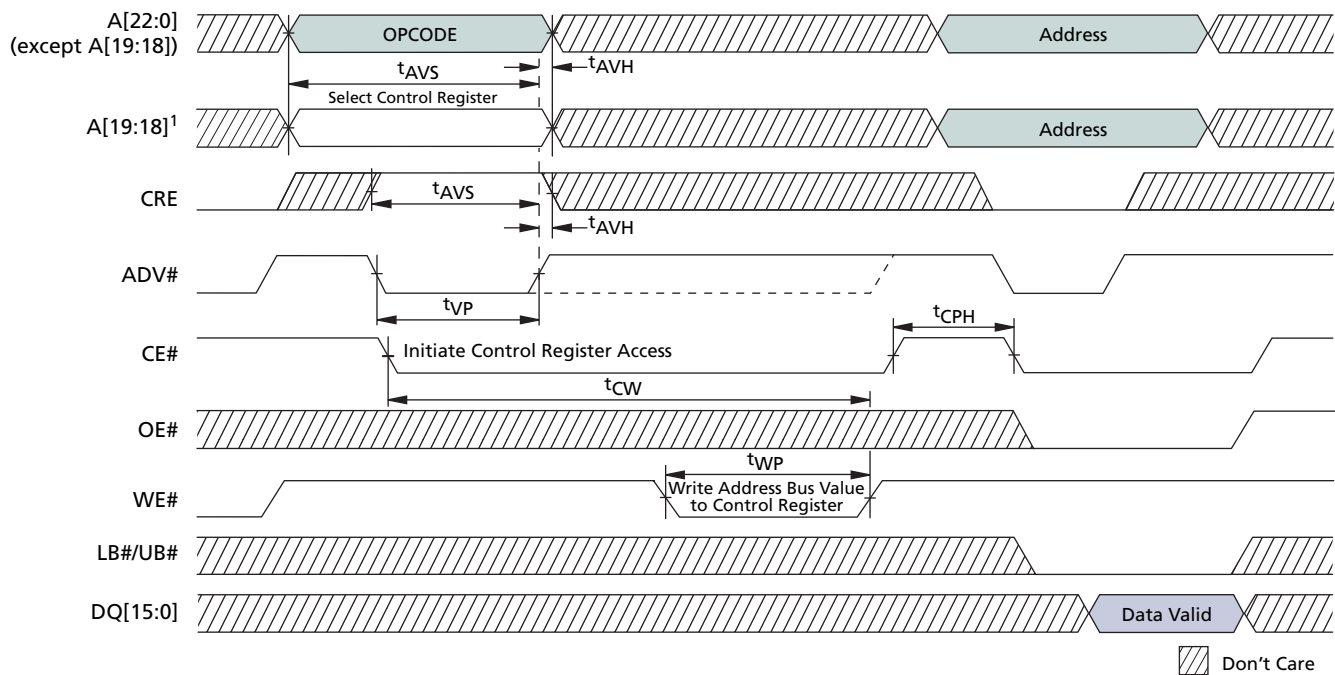 A[22:0]
(except A[19:18])
OPCODE
Address
tAVS
tAVH
Select Control Register
A[19:18]1
Address
CRE
tAVS
tAVH
ADV#
tVP
tCPH
CE#
Initiate Control Register Access
tCW
OE#
tWP
WE#
Write Address Bus Value
to Control Register
LB#/UB#
DQ[15:0]
Data Valid
Don't Care